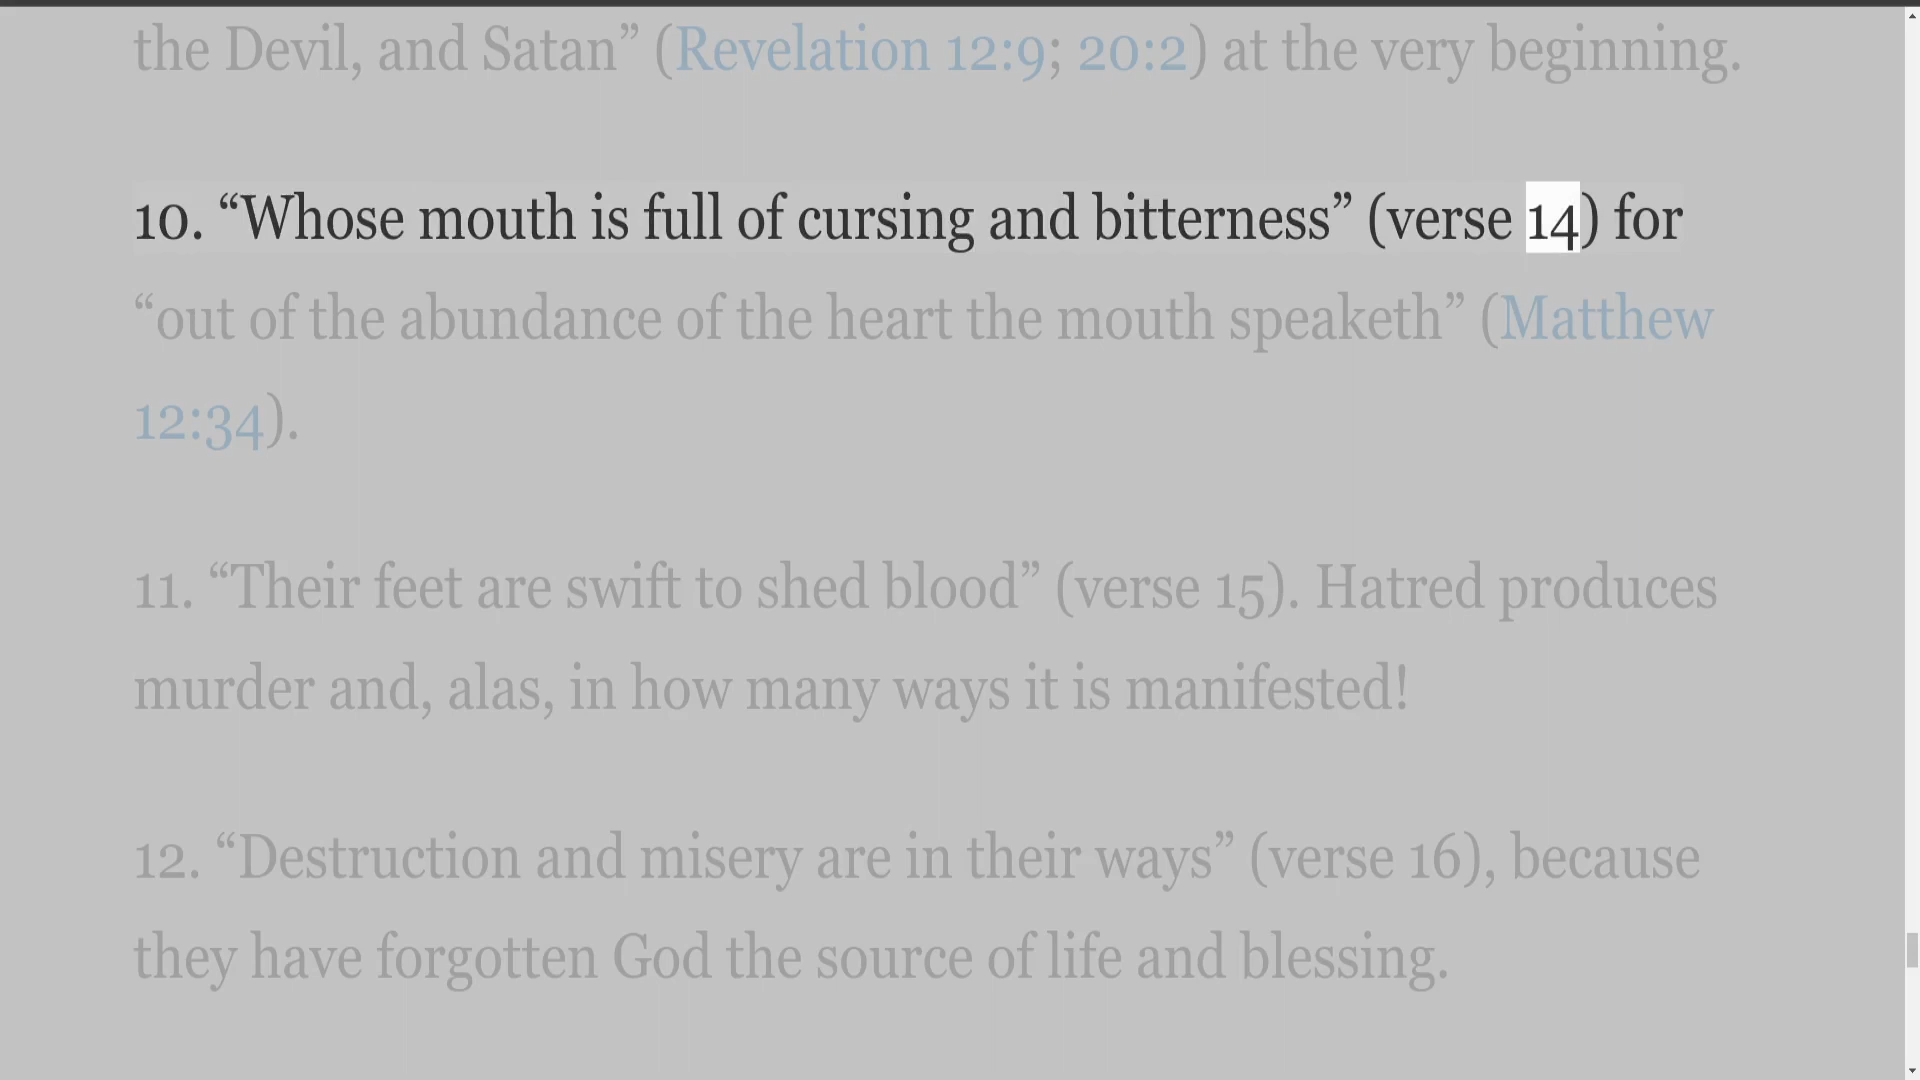 the Devil, and Satan” (Revelation 12:9; 20:2) at the very beginning.
10. “Whose mouth is full of cursing and bitterness” (verse 14) for
“out of the abundance of the heart the mouth speaketh” (Matthew
12:34).
11. “Their feet are swift to shed blood” (verse 15). Hatred produces
murder and, alas, in how many ways it is manifested!
12. “Destruction and misery are in their ways” (verse 16), because
they have forgotten God the source of life and blessing.